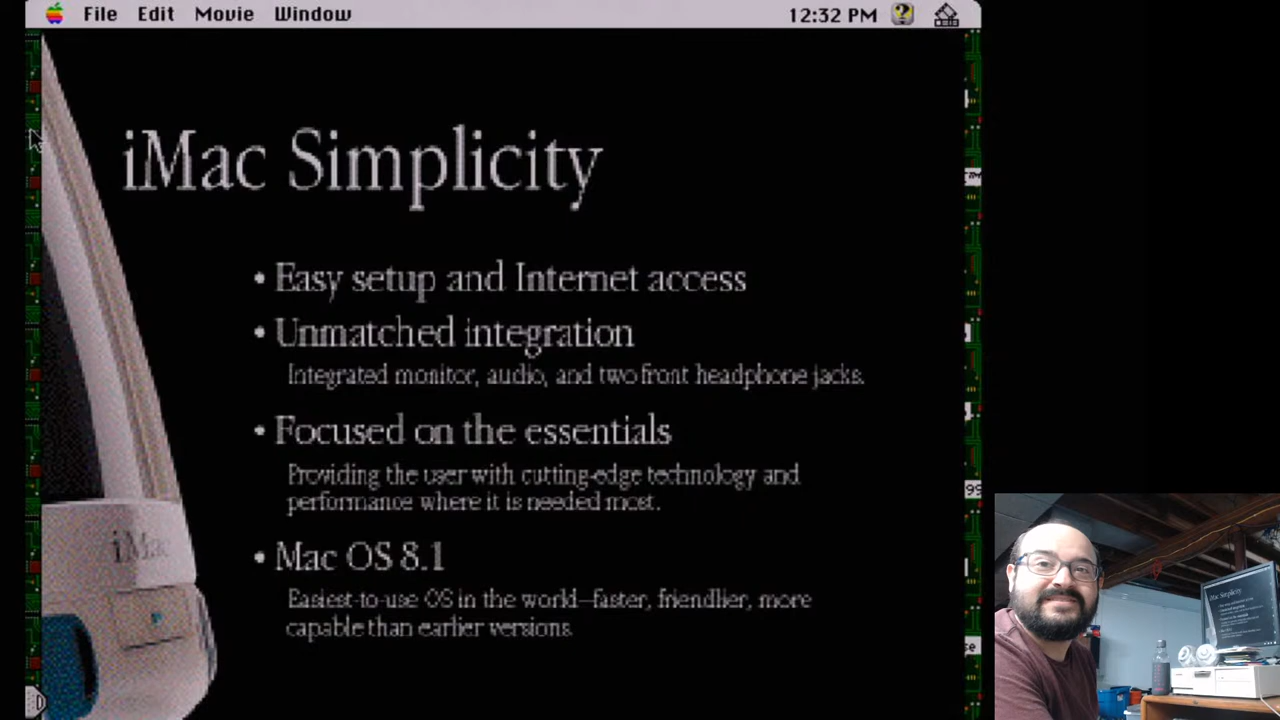 File Edit Movie Window 12:32 PM
iMac Simplicity
• Easy setup and Internet access
• Unmatched integration
Integrated monitor, audio, and two front headphone jacks.
• Focused on the essentials
Providing the user with cutting-edge technology and
performance where it is needed most.
• Mac OS 8.1
Easiest-to-use OS in the world–faster, friendlier, more
capable than earlier versions.
iMac
iMac Simplicity